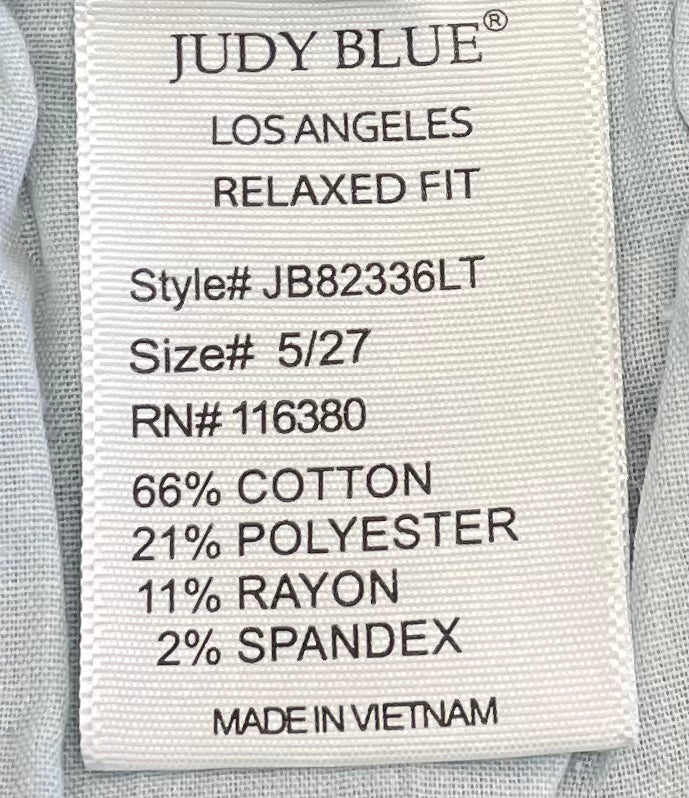 JUDY BLUE®
LOS ANGELES
RELAXED FIT
Style# JB82336LT
Size# 5/27
RN# 116380
66% COTTON
21% POLYESTER
11% RAYON
2% SPANDEX
MADE IN VIETNAM